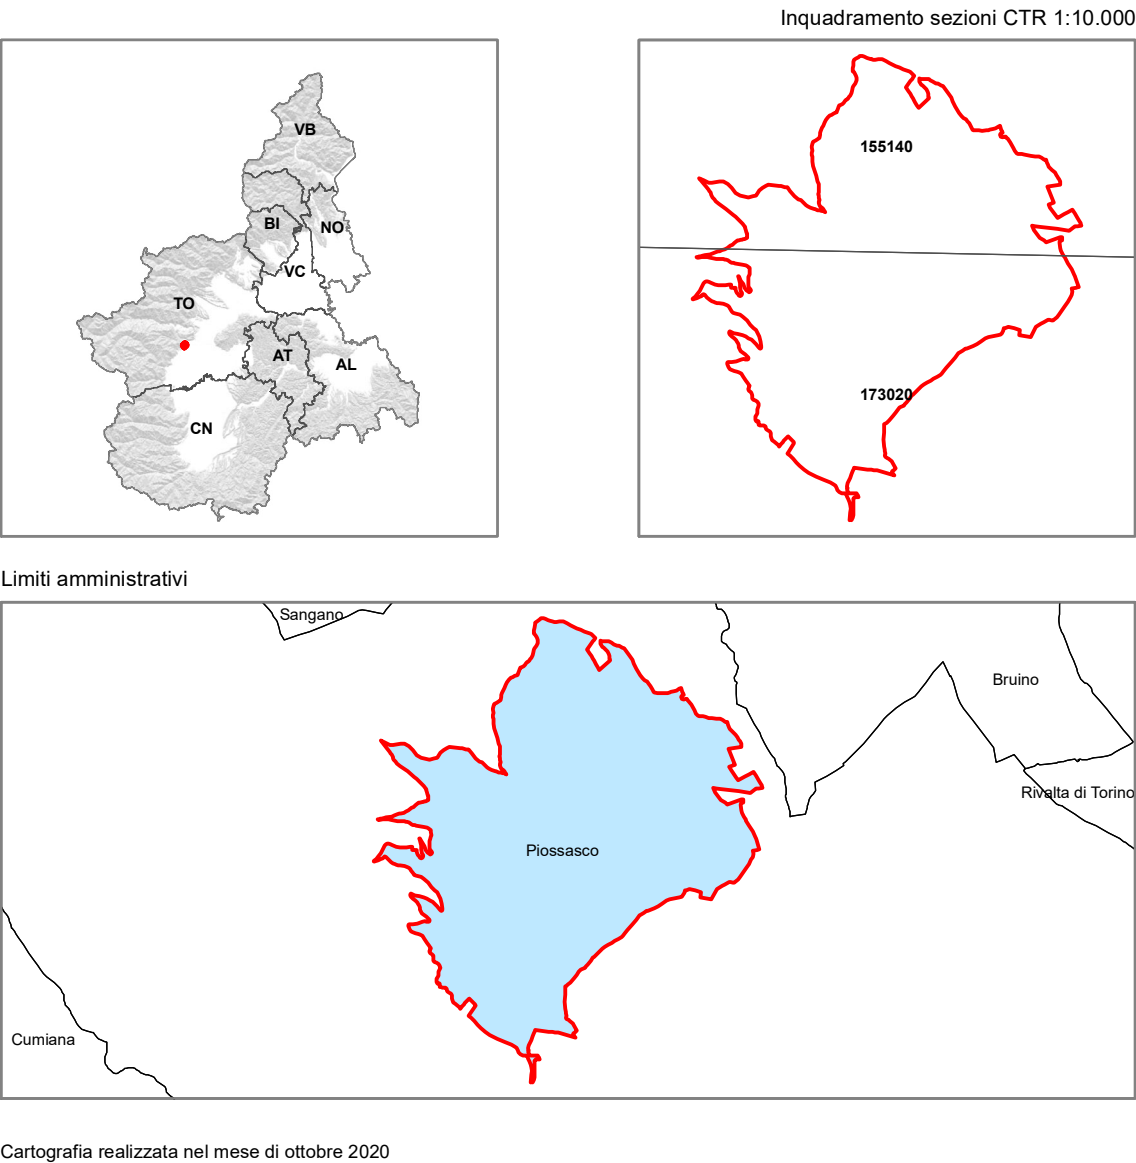 Inquadramento sezioni CTR 1:10.000
VB
BI
NO
VC
TO
AT
AL
CN
155140
173020
Limiti amministrativi
Sangano
Bruino
Rivalta di Torino
Piossasco
Cumiana
Cartografia realizzata nel mese di ottobre 2020